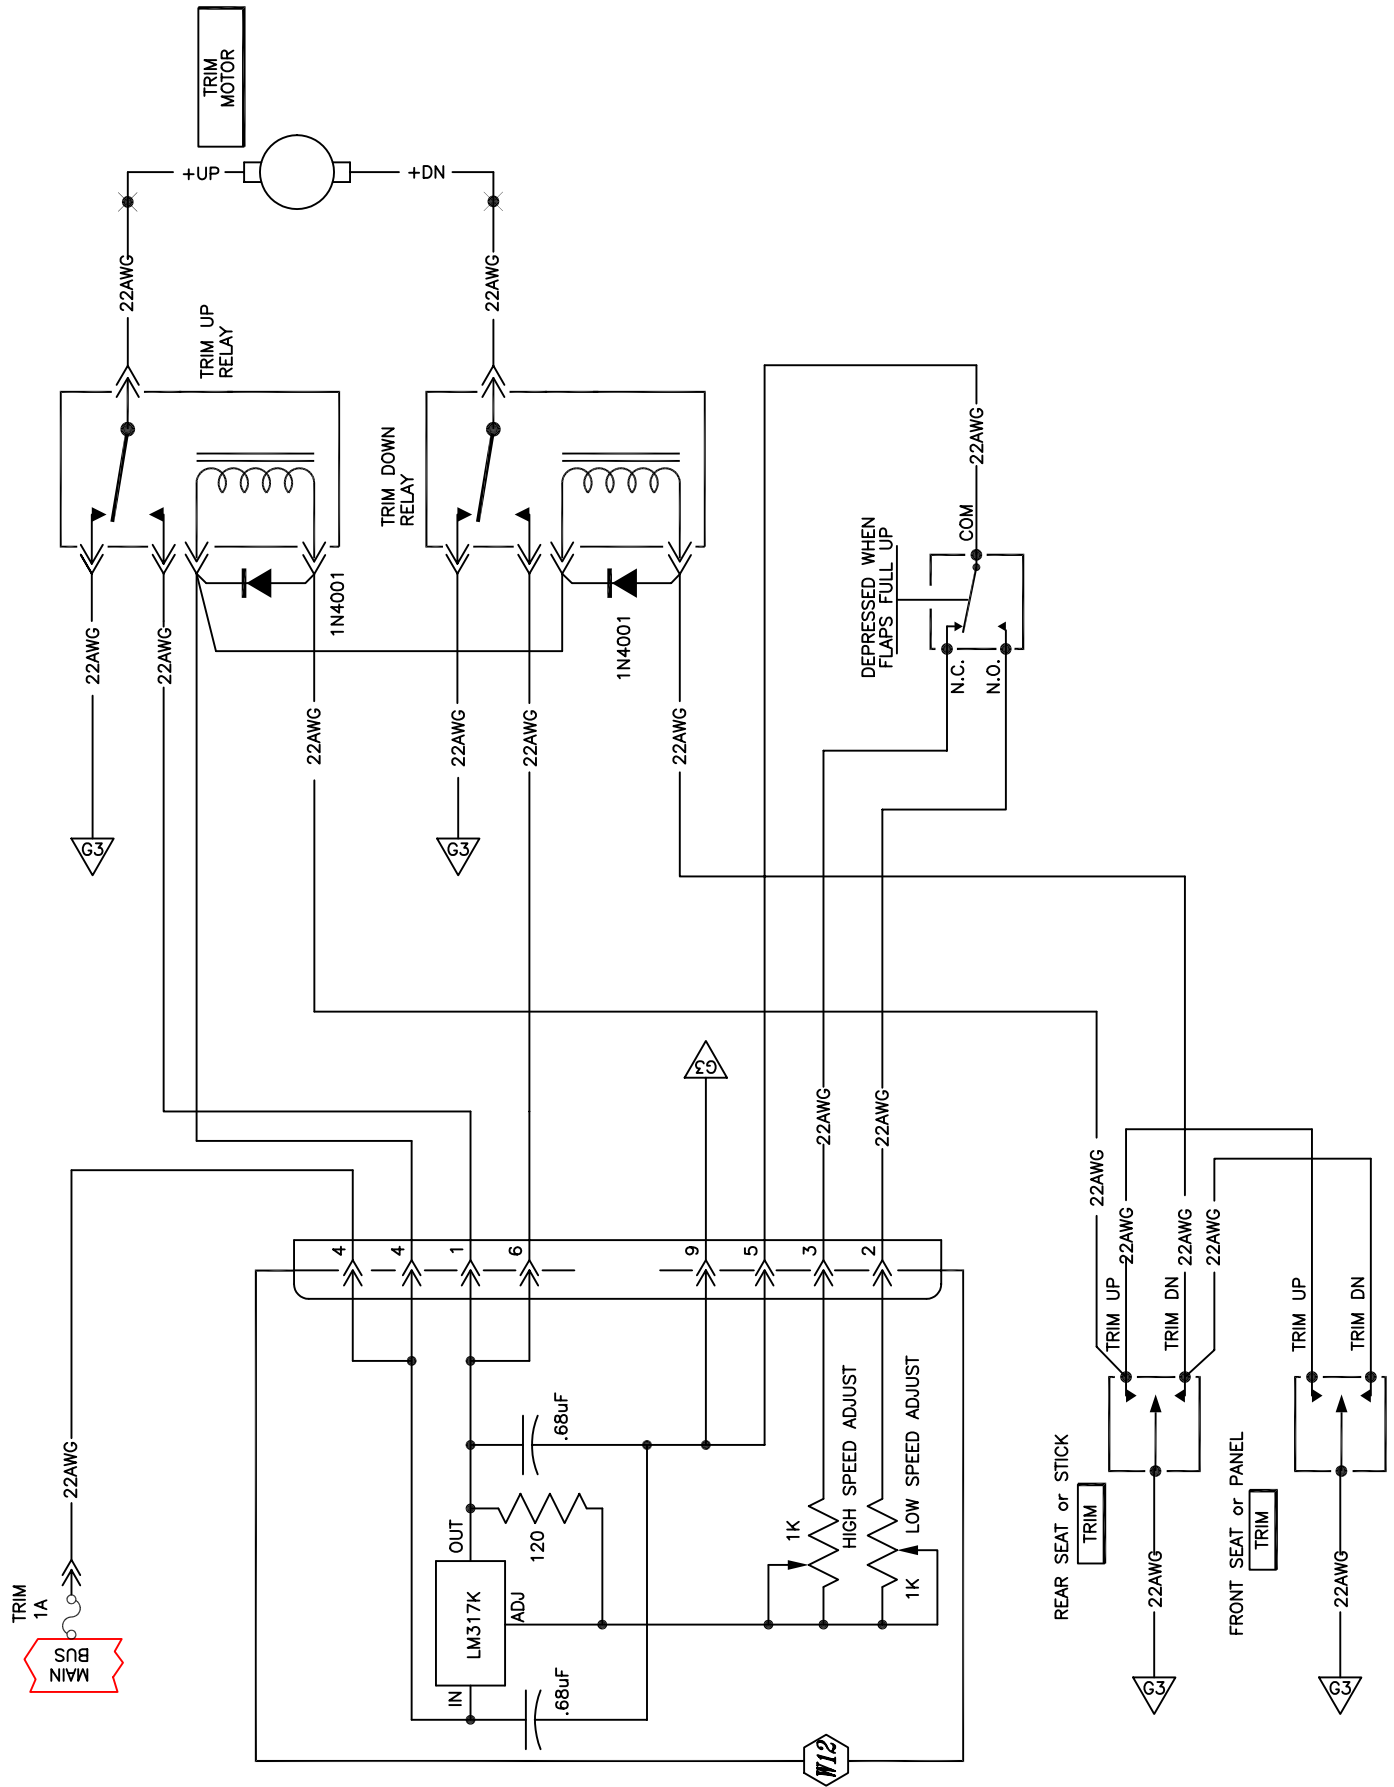 TRIM
MOTOR
+UP
+DN
22AWG
22AWG
TRIM UP
RELAY
TRIM DOWN
RELAY
22AWG
COM
DEPRESSED WHEN
FLAPS FULL UP
1N4001
1N4001
22AWG
22AWG
22AWG
22AWG
22AWG
22AWG
N.C.
N.O.
G3
G3
G3
22AWG
22AWG
22AWG
22AWG
22AWG
22AWG
4
4
1
6
9
5
3
2
TRIM UP
TRIM DN
TRIM UP
TRIM DN
22AWG
.68uF
HIGH SPEED ADJUST
LOW SPEED ADJUST
1K
1K
120
OUT
LM317K
ADJ
IN
.68uF
REAR SEAT or STICK
TRIM
FRONT SEAT or PANEL
TRIM
22AWG
22AWG
TRIM
1A
MAIN
BUS
G3
G3
W12